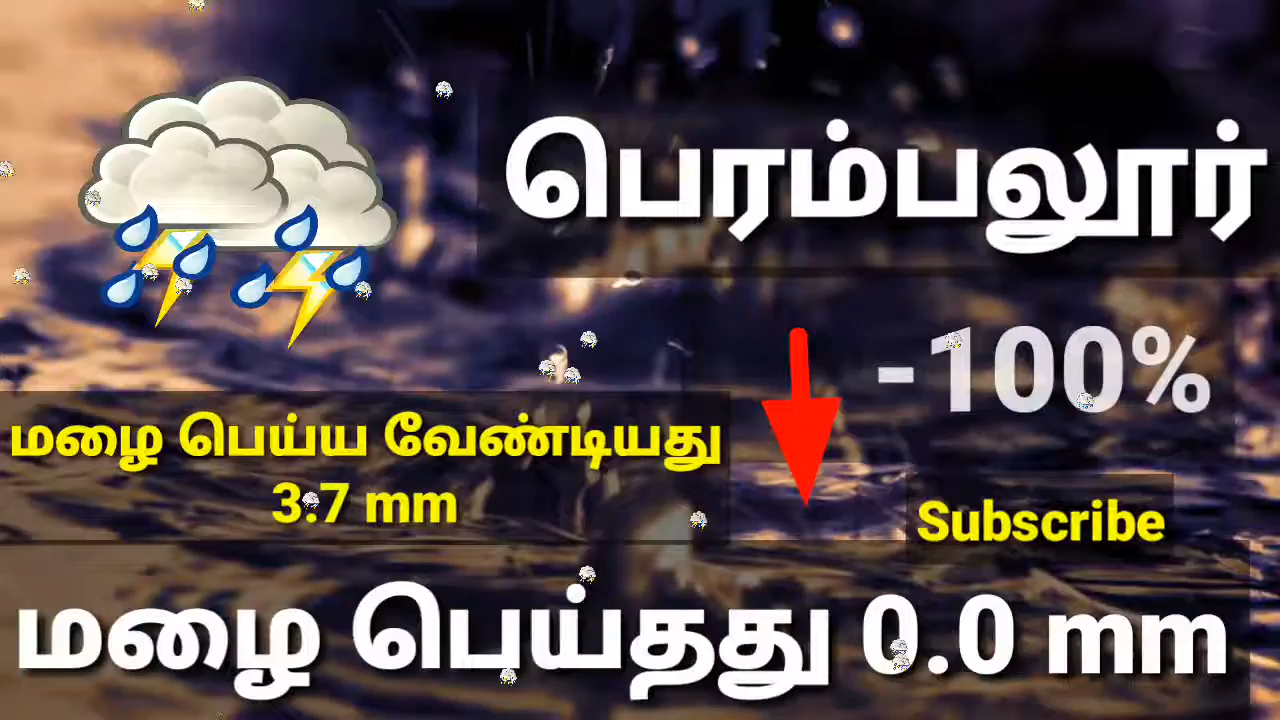 பெரம்பலூர்
-100%
மழை பெய்ய வேண்டியது
3.7 mm
Subscribe
மழை பெய்தது 0.0 mm